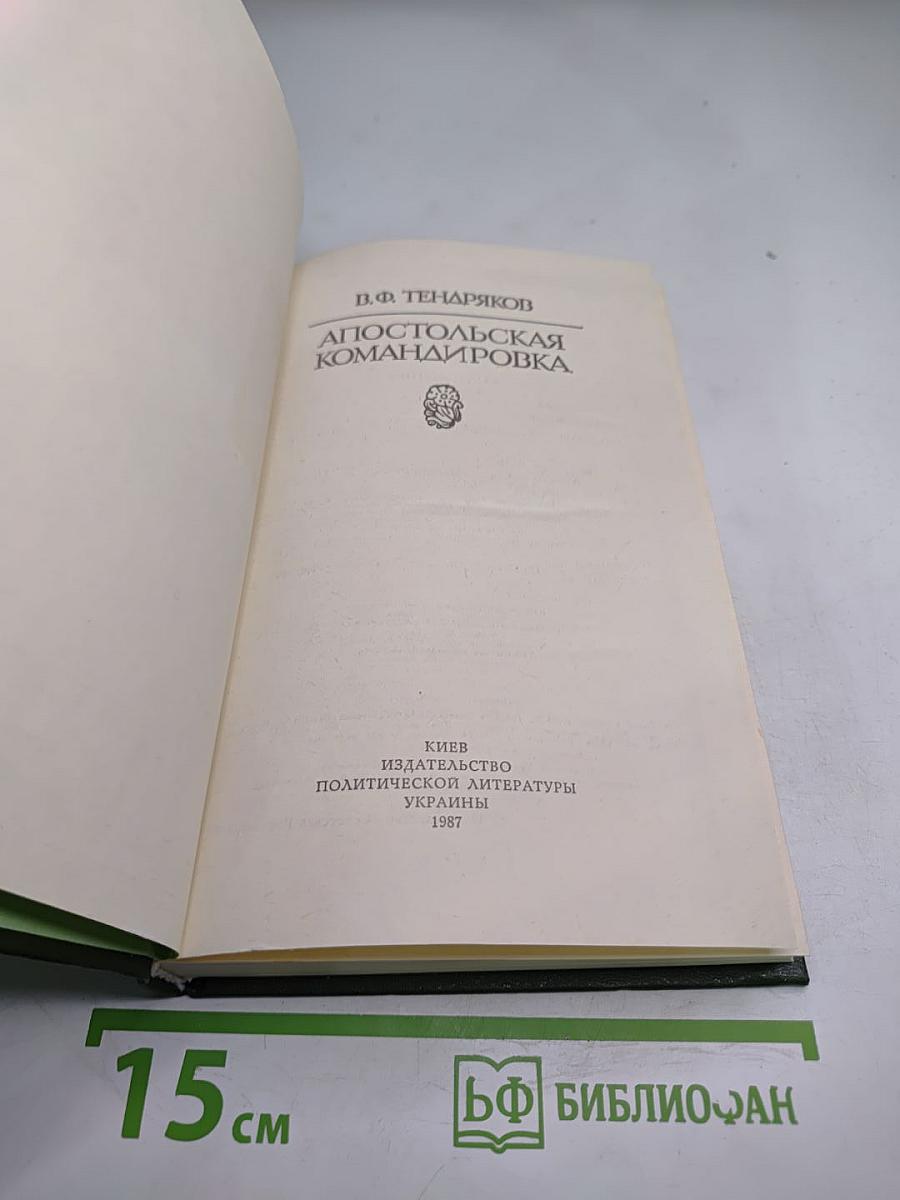 В.Ф. ТЕНДРЯКОВ
АПОСТОЛЬСКАЯ
КОМАНДИРОВКА
КИЕВ
ИЗДАТЕЛЬСТВО
ПОЛИТИЧЕСКОЙ ЛИТЕРАТУРЫ
УКРАИНЫ
1987
15 см
БФ БИБЛИОФАН